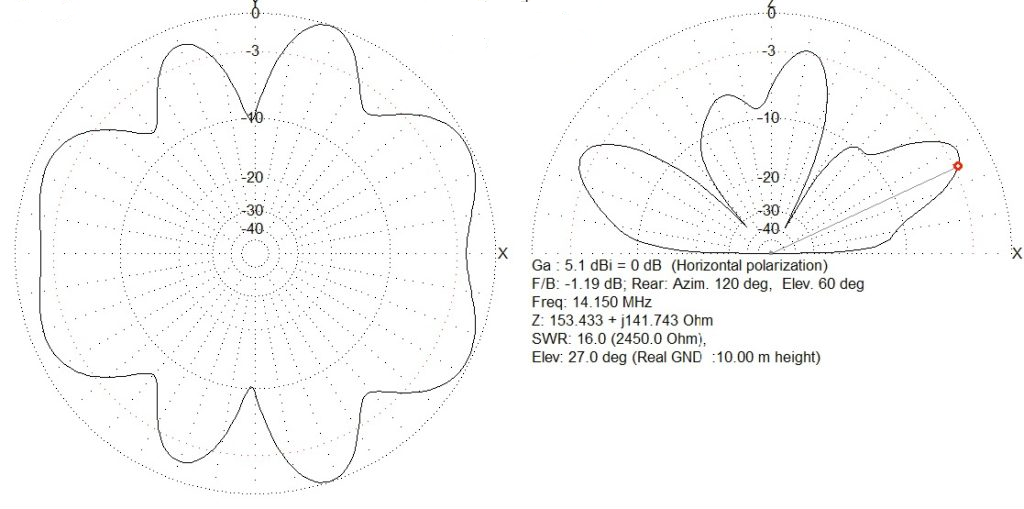 Y
0
-3
-10
-20
-30
-40
X
Z
0
-3
-10
-20
-30
-40
X
Ga : 5.1 dBi = 0 dB (Horizontal polarization)
F/B: -1.19 dB; Rear: Azim. 120 deg, Elev. 60 deg
Freq: 14.150 MHz
Z: 153.433 + j141.743 Ohm
SWR: 16.0 (2450.0 Ohm),
Elev: 27.0 deg (Real GND :10.00 m height)